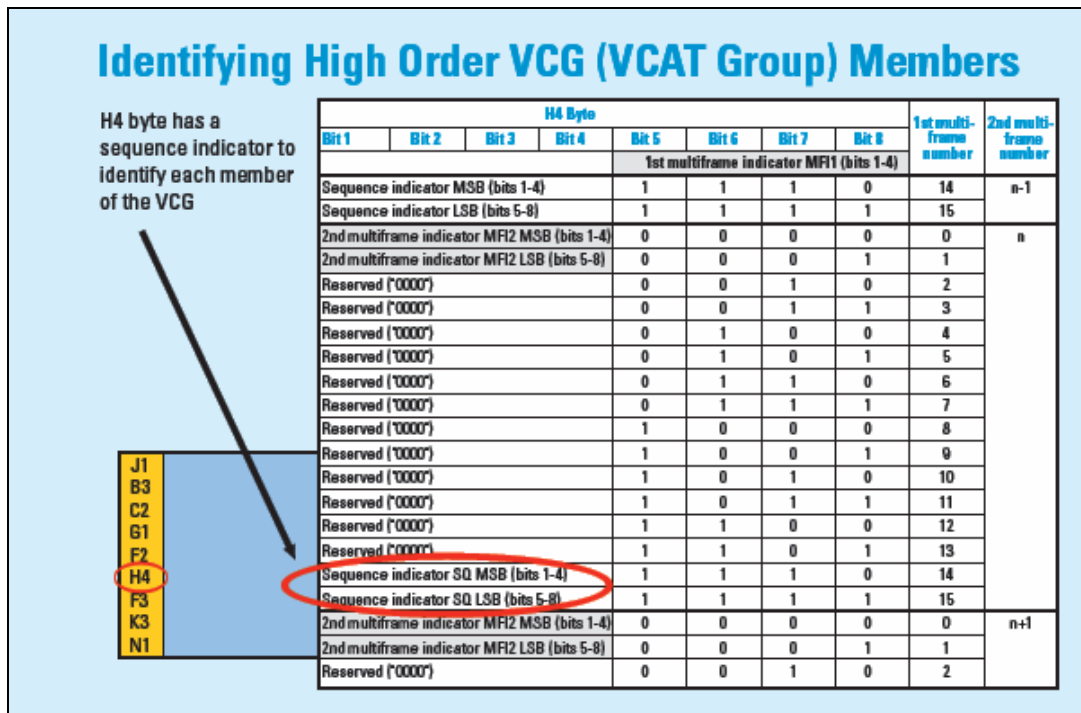 Identifying High Order VCG (VCAT Group) Members
H4 byte has a
sequence indicator to
identify each member
of the VCG
H4 Byte
1st multi-frame number
2nd multi-frame number
Bit 1 Bit 2 Bit 3 Bit 4 Bit 5 Bit 6 Bit 7 Bit 8
1st multiframe indicator MFI1 (bits 1-4)
Sequence indicator MSB (bits 1-4) 1 1 1 0 14 n-1
Sequence indicator LSB (bits 5-8) 1 1 1 1 15
2nd multiframe indicator MFI2 MSB (bits 1-4) 0 0 0 0 0 n
2nd multiframe indicator MFI2 LSB (bits 5-8) 0 0 0 1 1
Reserved ("0000") 0 0 1 0 2
Reserved ("0000") 0 0 1 1 3
Reserved ("0000") 0 1 0 0 4
Reserved ("0000") 0 1 0 1 5
Reserved ("0000") 0 1 1 0 6
Reserved ("0000") 0 1 1 1 7
Reserved ("0000") 1 0 0 0 8
Reserved ("0000") 1 0 0 1 9
Reserved ("0000") 1 0 1 0 10
Reserved ("0000") 1 0 1 1 11
Reserved ("0000") 1 1 0 0 12
Reserved ("0000") 1 1 0 1 13
Sequence indicator SQ MSB (bits 1-4) 1 1 1 0 14
Sequence indicator SQ LSB (bits 5-8) 1 1 1 1 15
2nd multiframe indicator MFI2 MSB (bits 1-4) 0 0 0 0 0 n+1
2nd multiframe indicator MFI2 LSB (bits 5-8) 0 0 0 1 1
Reserved ("0000") 0 0 1 0 2
J1
B3
C2
G1
F2
H4
F3
K3
N1